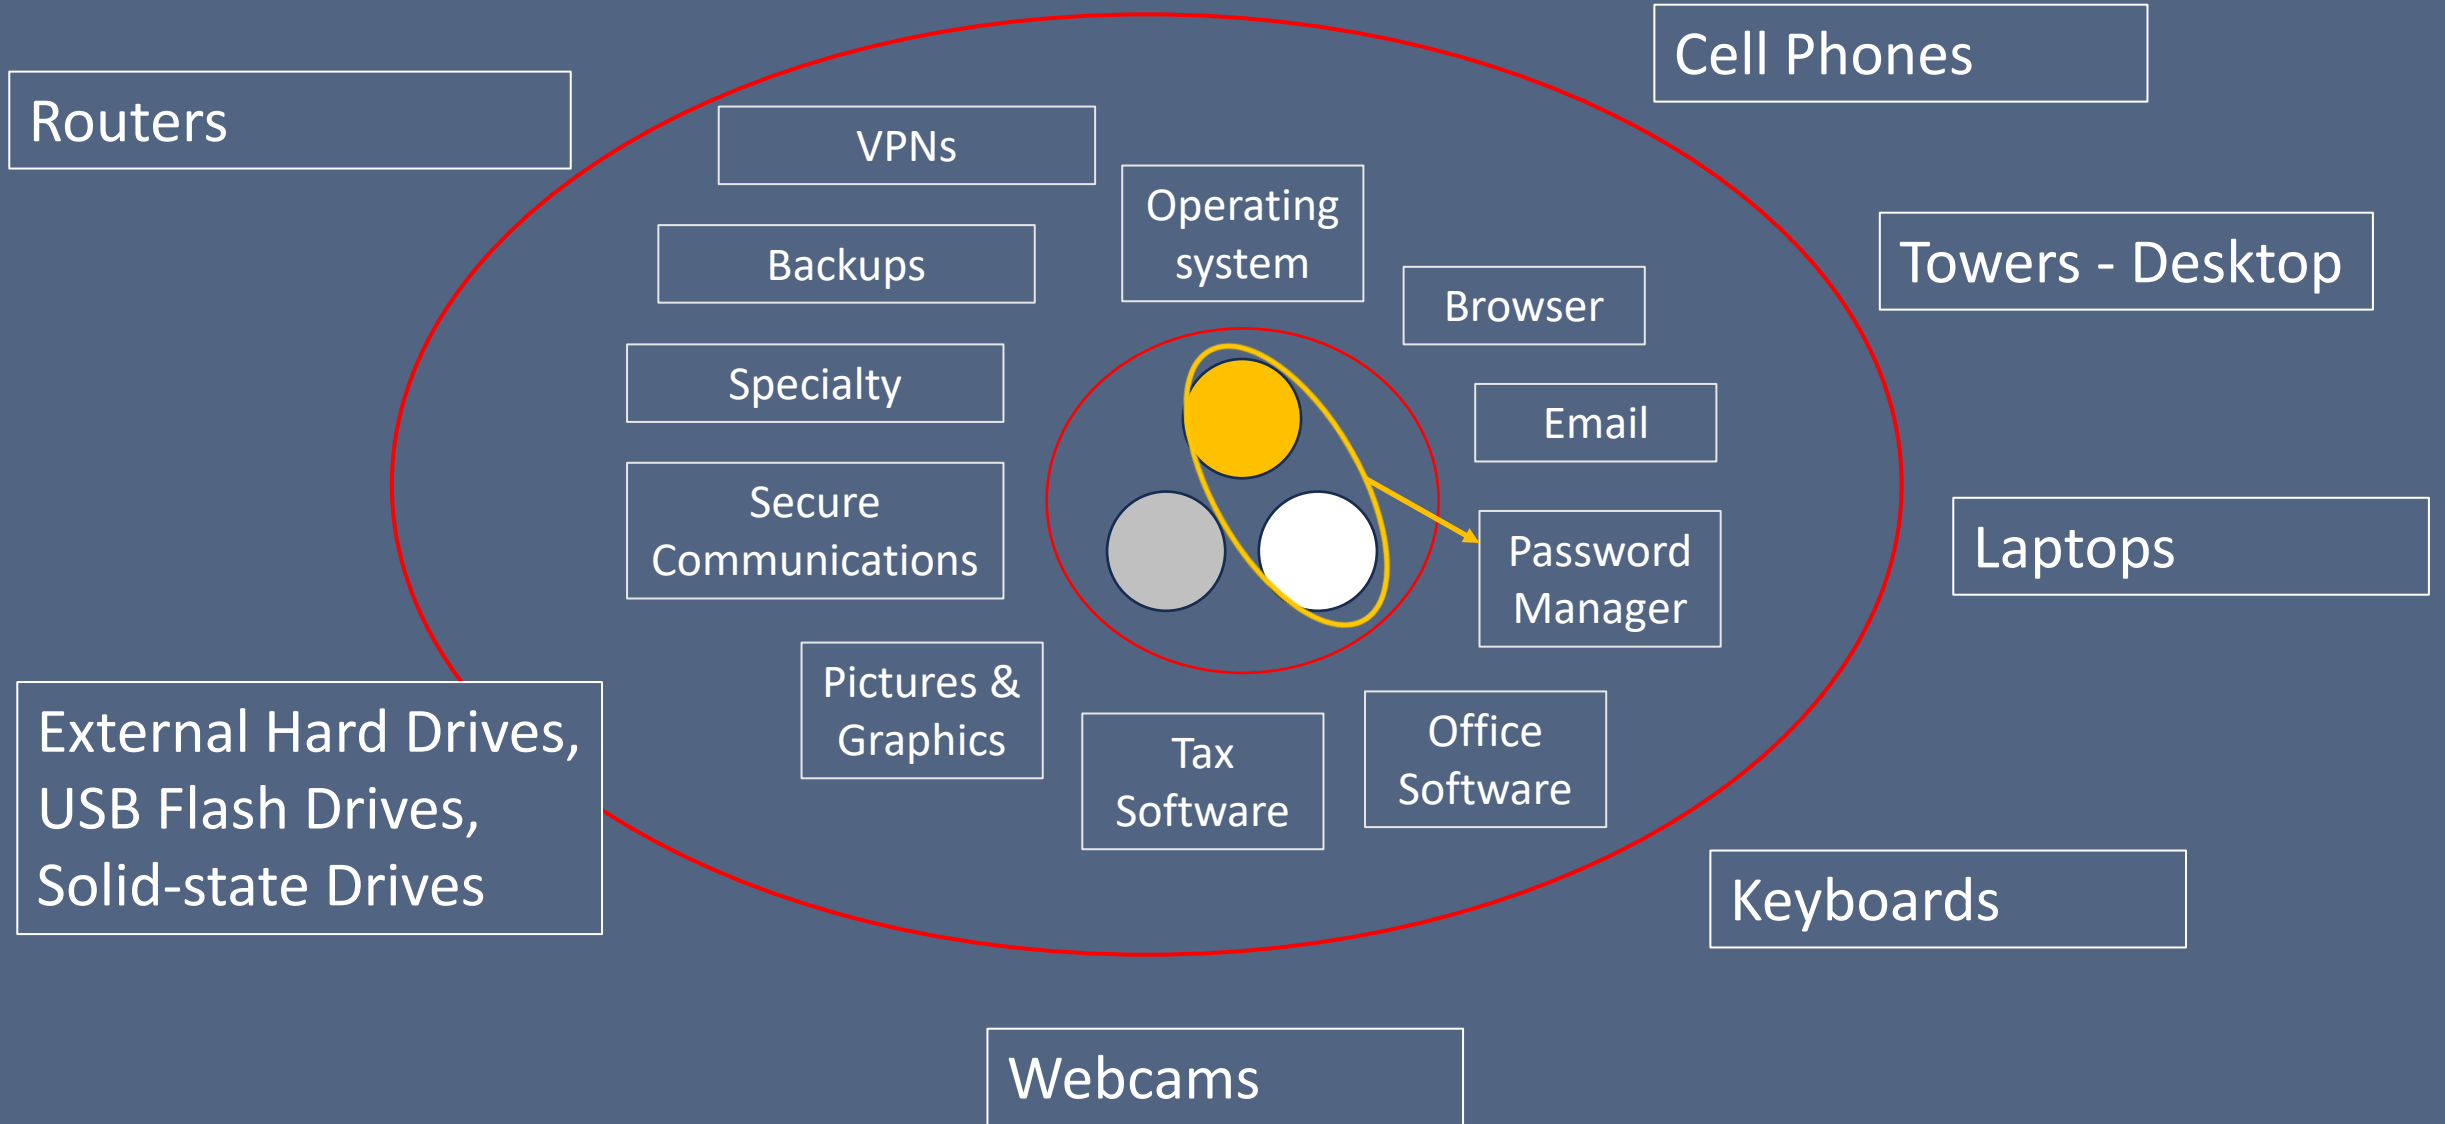 Cell Phones
Routers
VPNs
Operating
system
Backups
Towers - Desktop
Browser
Specialty
Email
Secure
Communications
Password
Manager
Laptops
Pictures &
Graphics
Tax
Software
Office
Software
External Hard Drives,
USB Flash Drives,
Solid-state Drives
Keyboards
Webcams